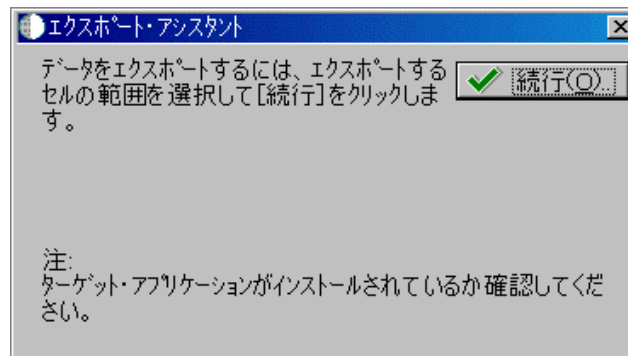 エクスポート・アシスタント
データをエクスポートするには、エクスポートする
セルの範囲を選択して[続行]をクリックしま
す。
続行(O)...
注:
ターゲット・アプリケーションがインストールされているか確認してくだ
さい。